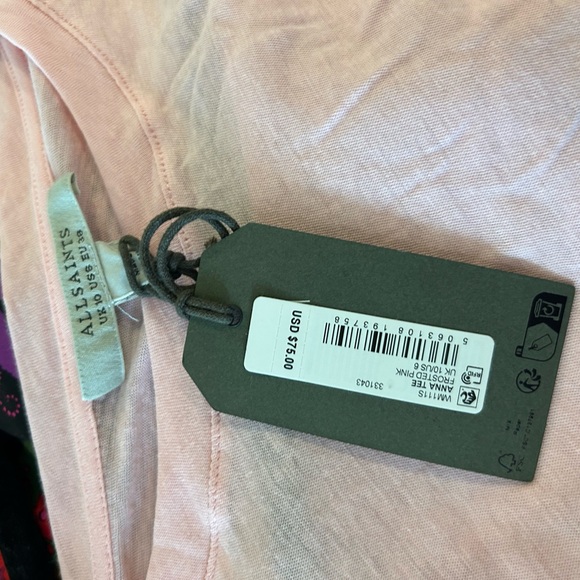 ALLSAINTS
UK 10 US 6 EU 38
WM111S
ANNA TEE
FROSTED PINK
UK 10/US 6
331043
5 063108 193758
USD $75.00